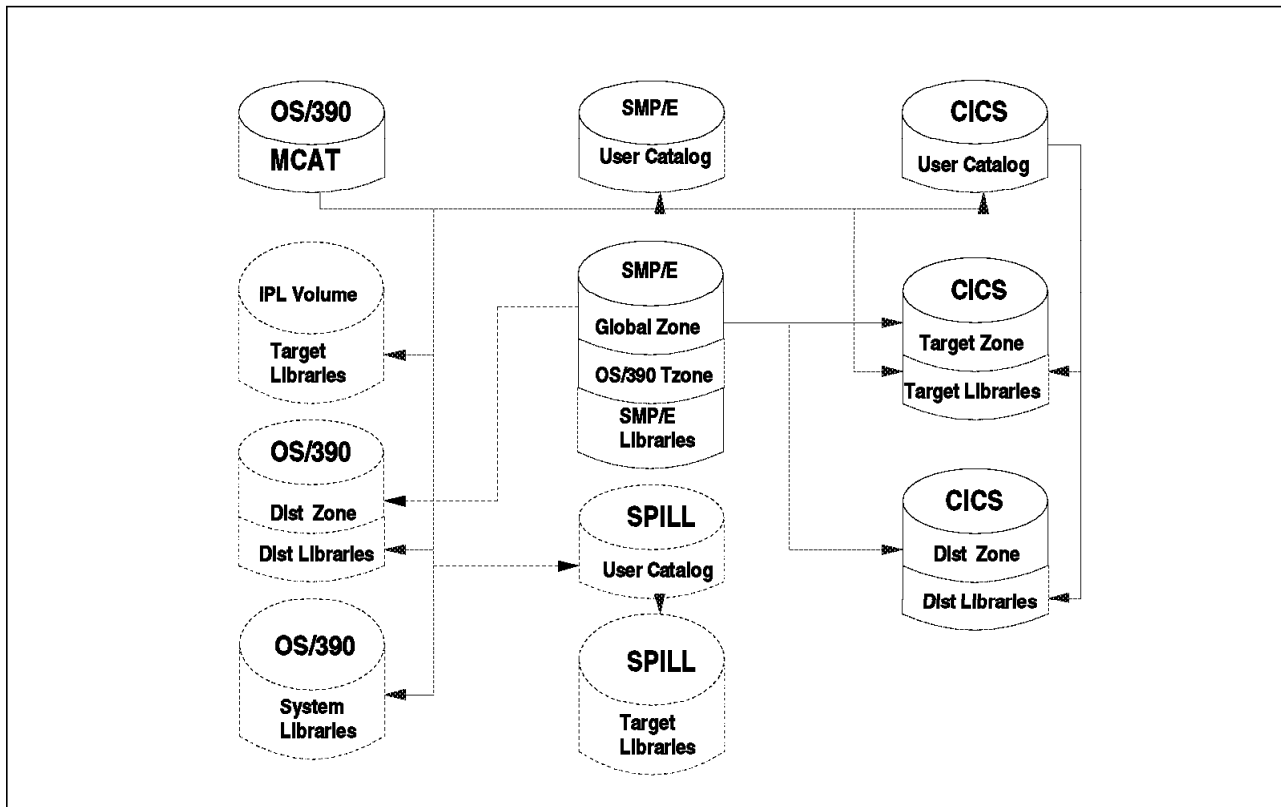 OS/390
MCAT
SMP/E
User Catalog
CICS
User Catalog
IPL Volume
Target
Libraries
SMP/E
Global Zone
OS/390 Tzone
SMP/E
Libraries
CICS
Target Zone
Target Libraries
OS/390
Dist Zone
Dist Libraries
SPILL
User Catalog
CICS
Dist Zone
Dist Libraries
OS/390
System
Libraries
SPILL
Target
Libraries